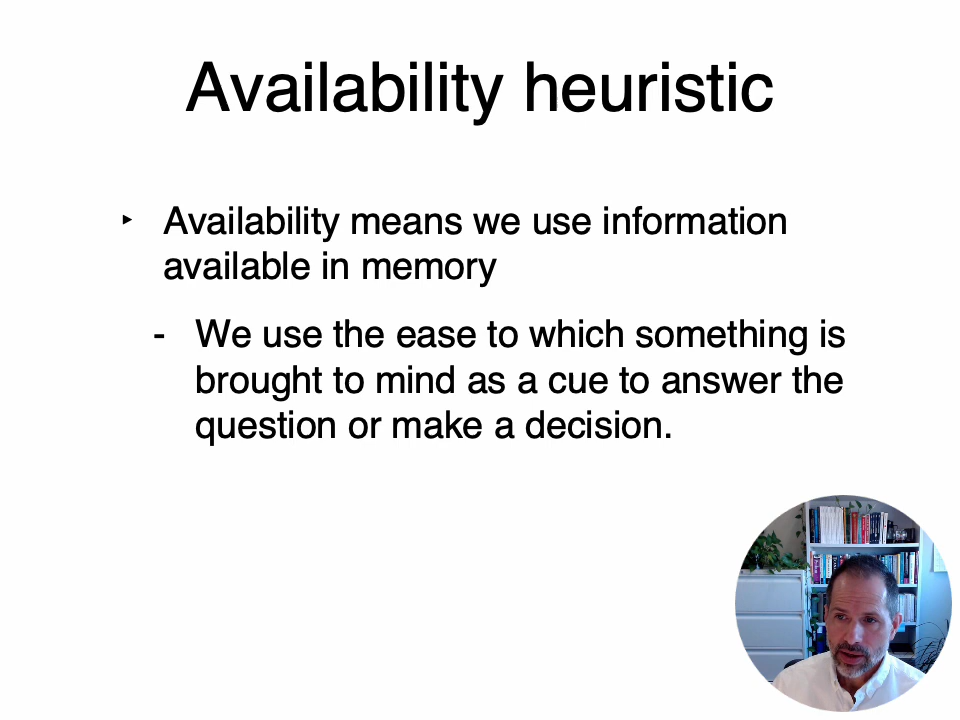 Availability heuristic
‣ Availability means we use information
available in memory
- We use the ease to which something is
brought to mind as a cue to answer the
question or make a decision.